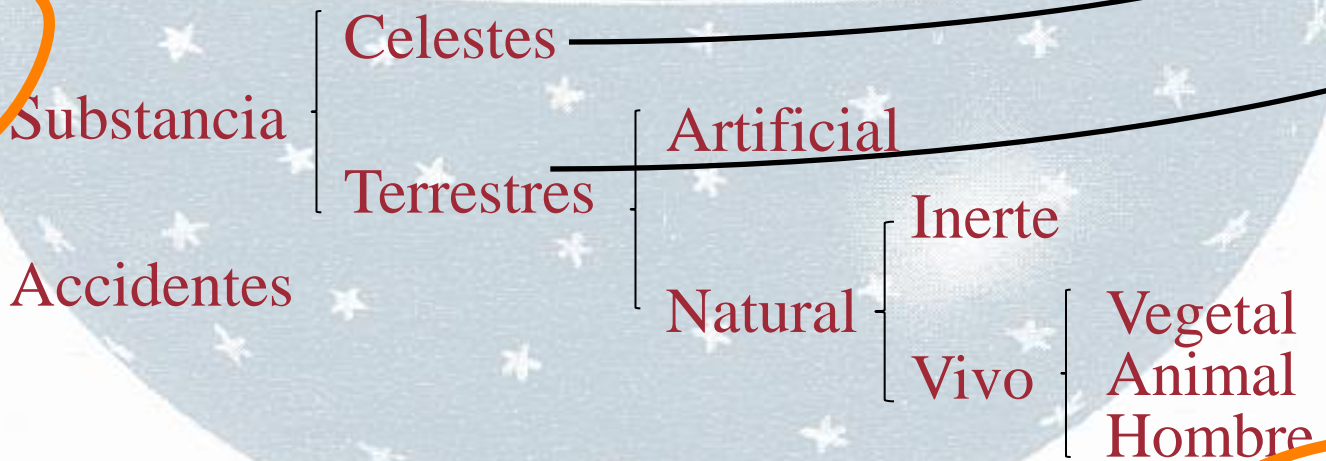 Celestes
Substancia
Artificial
Terrestres
Inerte
Accidentes
Natural
Vegetal
Vivo
Animal
Hombre